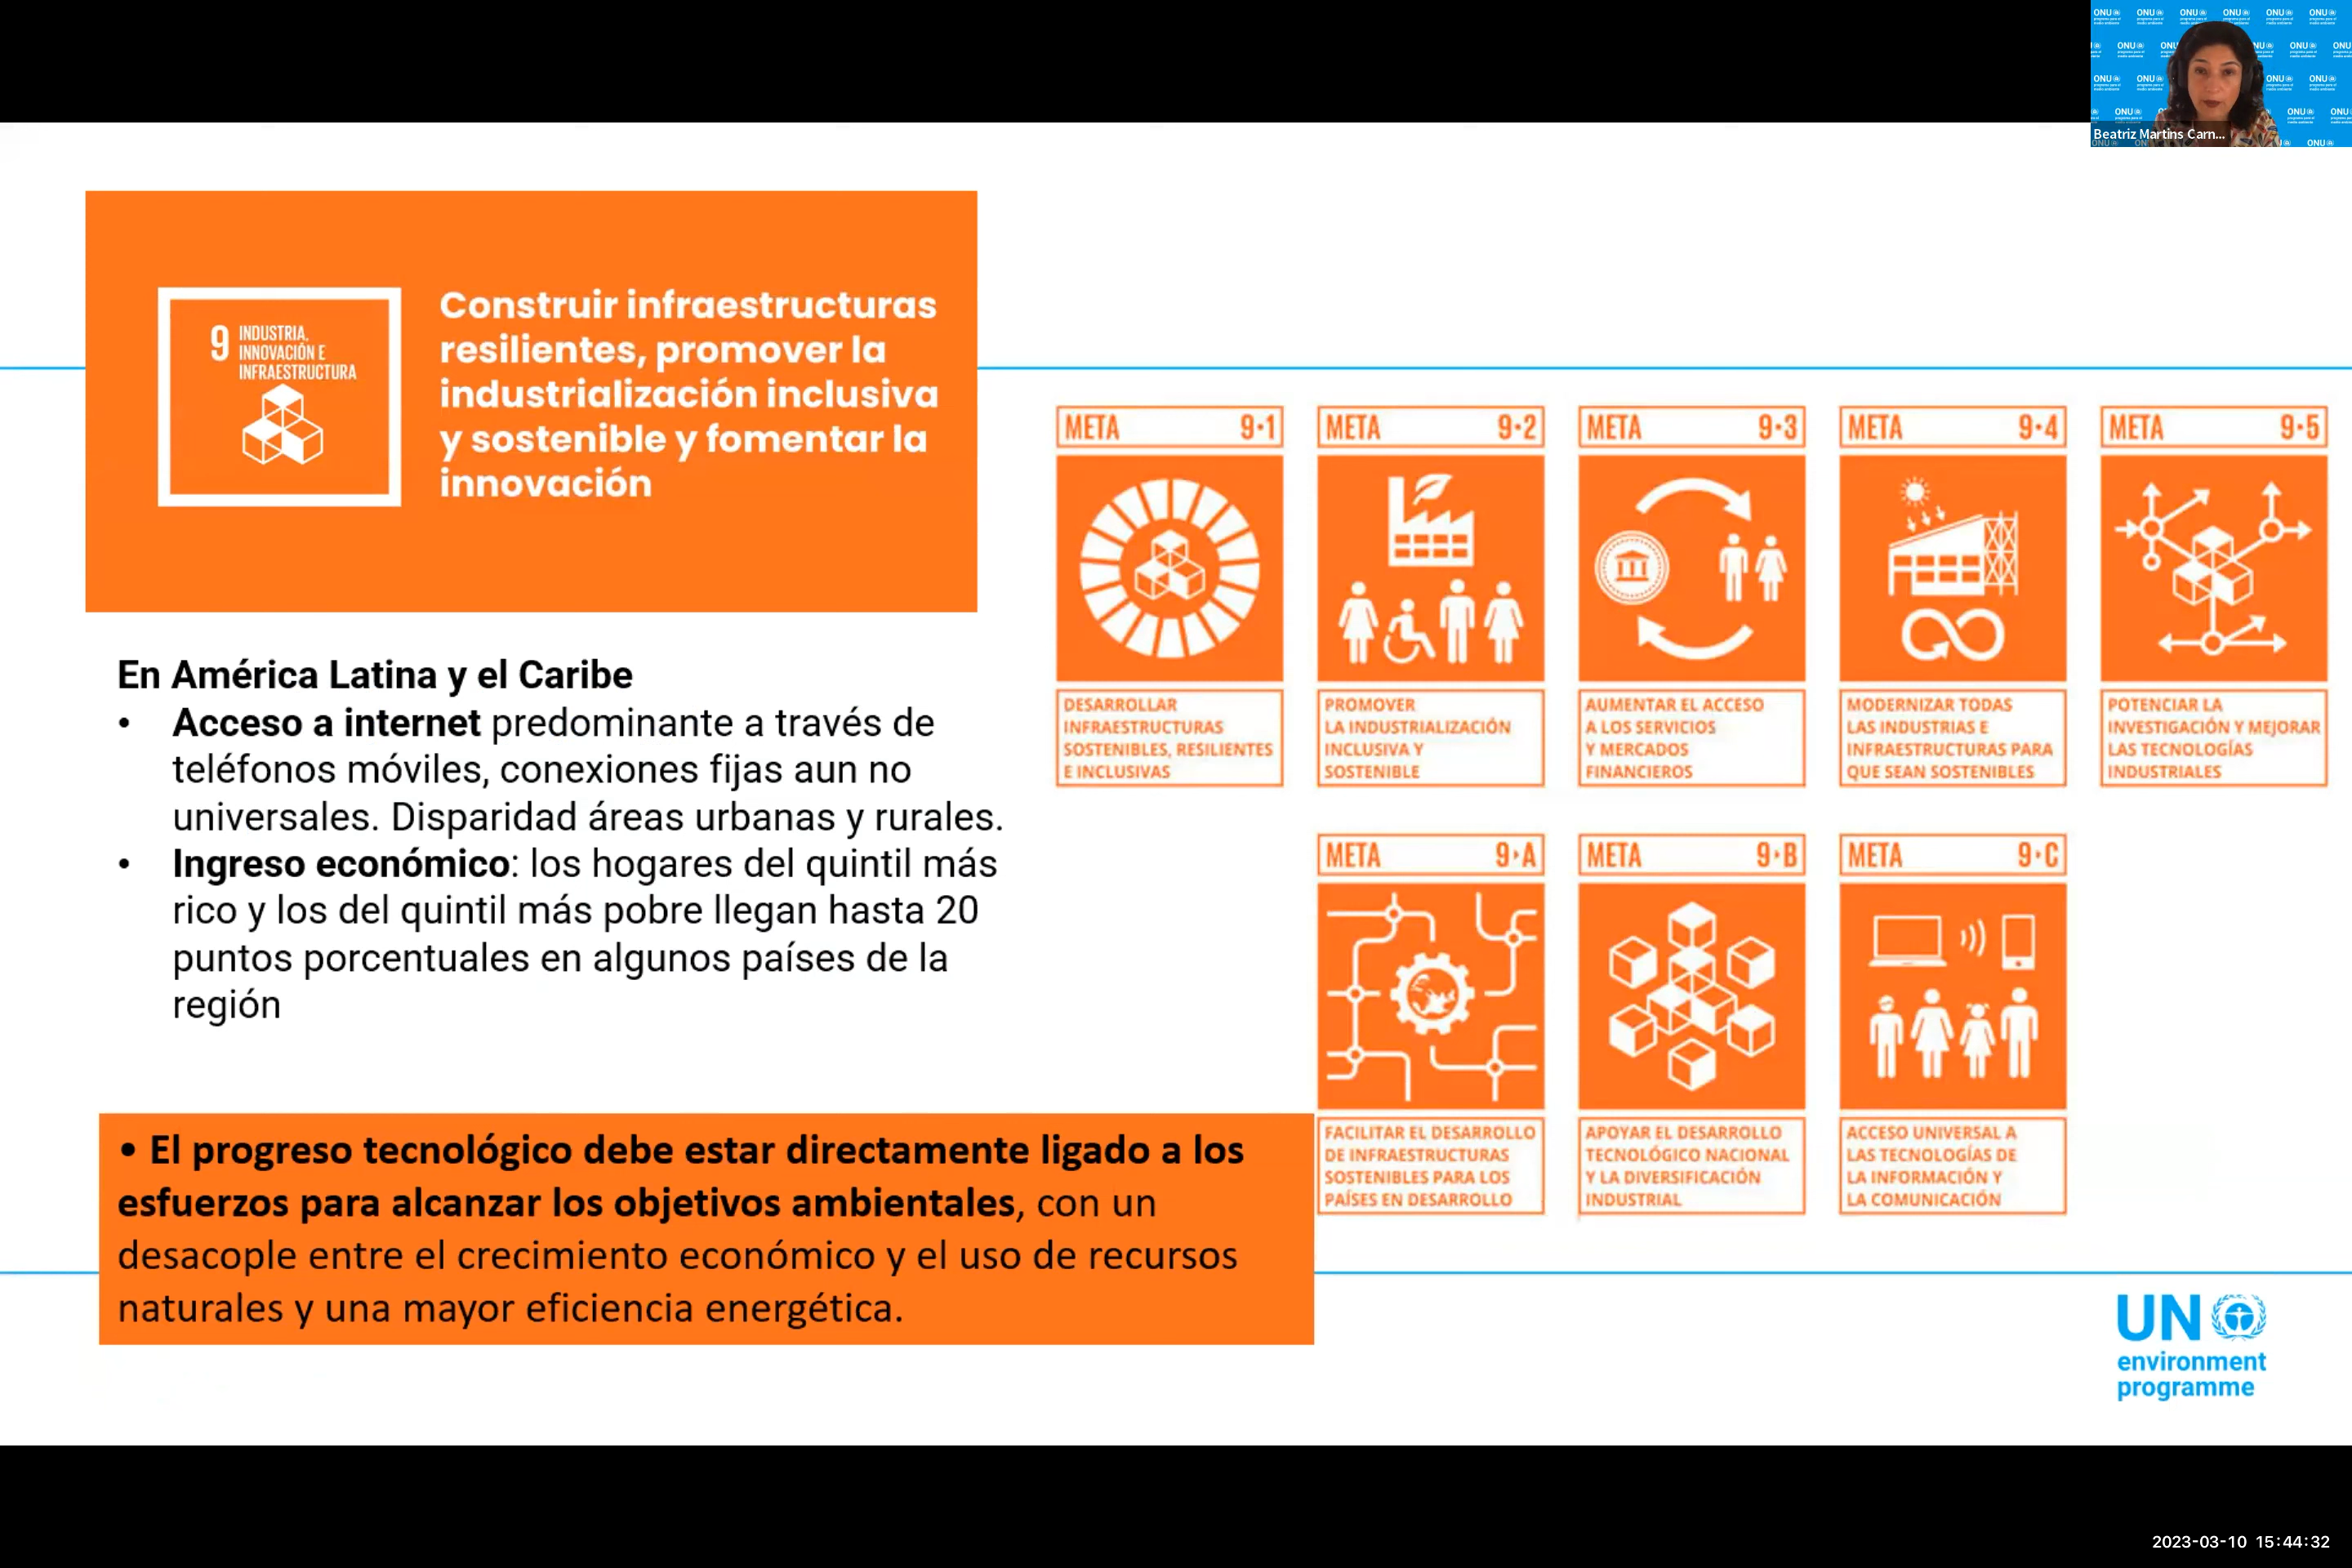 Beatriz Martins Carn...
9 INDUSTRIA,
INNOVACIÓN E
INFRAESTRUCTURA
Construir infraestructuras
resilientes, promover la
industrialización inclusiva
y sostenible y fomentar la
innovación
En América Latina y el Caribe
• Acceso a internet predominante a través de
teléfonos móviles, conexiones fijas aun no
universales. Disparidad áreas urbanas y rurales.
• Ingreso económico: los hogares del quintil más
rico y los del quintil más pobre llegan hasta 20
puntos porcentuales en algunos países de la
región
• El progreso tecnológico debe estar directamente ligado a los
esfuerzos para alcanzar los objetivos ambientales, con un
desacople entre el crecimiento económico y el uso de recursos
naturales y una mayor eficiencia energética.
META 9·1
DESARROLLAR
INFRAESTRUCTURAS
SOSTENIBLES, RESILIENTES
E INCLUSIVAS
META 9·2
PROMOVER
LA INDUSTRIALIZACIÓN
INCLUSIVA Y
SOSTENIBLE
META 9·3
AUMENTAR EL ACCESO
A LOS SERVICIOS
Y MERCADOS
FINANCIEROS
META 9·4
MODERNIZAR TODAS
LAS INDUSTRIAS E
INFRAESTRUCTURAS PARA
QUE SEAN SOSTENIBLES
META 9·5
POTENCIAR LA
INVESTIGACIÓN Y MEJORAR
LAS TECNOLOGÍAS
INDUSTRIALES
META 9·A
FACILITAR EL DESARROLLO
DE INFRAESTRUCTURAS
SOSTENIBLES PARA LOS
PAÍSES EN DESARROLLO
META 9·B
APOYAR EL DESARROLLO
TECNOLÓGICO NACIONAL
Y LA DIVERSIFICACIÓN
INDUSTRIAL
META 9·C
ACCESO UNIVERSAL A
LAS TECNOLOGÍAS DE
LA INFORMACIÓN Y
LA COMUNICACIÓN
UN
environment
programme
2023-03-10 15:44:32